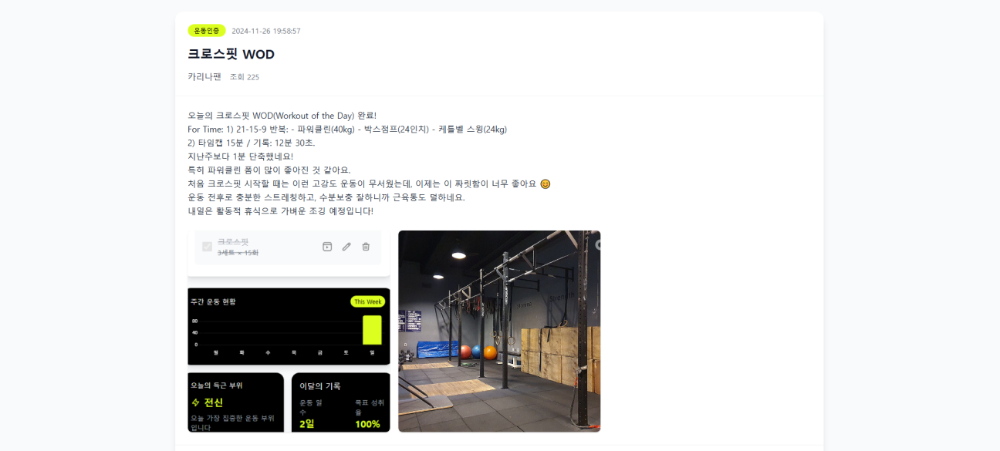 운동인증 2024-11-26 19:58:57
크로스핏 WOD
카리나팬 조회 225
오늘의 크로스핏 WOD(Workout of the Day) 완료!
For Time: 1) 21-15-9 반복: - 파워클린(40kg) - 박스점프(24인치) - 케틀벨 스윙(24kg)
2) 타임캡 15분 / 기록: 12분 30초.
지난주보다 1분 단축했네요!
특히 파워클린 폼이 많이 좋아진 것 같아요.
처음 크로스핏 시작할 때는 이런 고강도 운동이 무서웠는데, 이제는 이 짜릿함이 너무 좋아요 😊
운동 전후로 충분한 스트레칭하고, 수분보충 잘하니까 근육통도 덜하네요.
내일은 활동적 휴식으로 가벼운 조깅 예정입니다!
크로스핏
3세트 × 15회
주간 운동 현황 This Week
80
40
0
월 화 수 목 금 토 일
오늘의 득근 부위
전신
오늘 가장 집중한 운동 부위
입니다
이달의 기록
운동 일
수
2일
목표 성취
율
100%
Strong
Strength